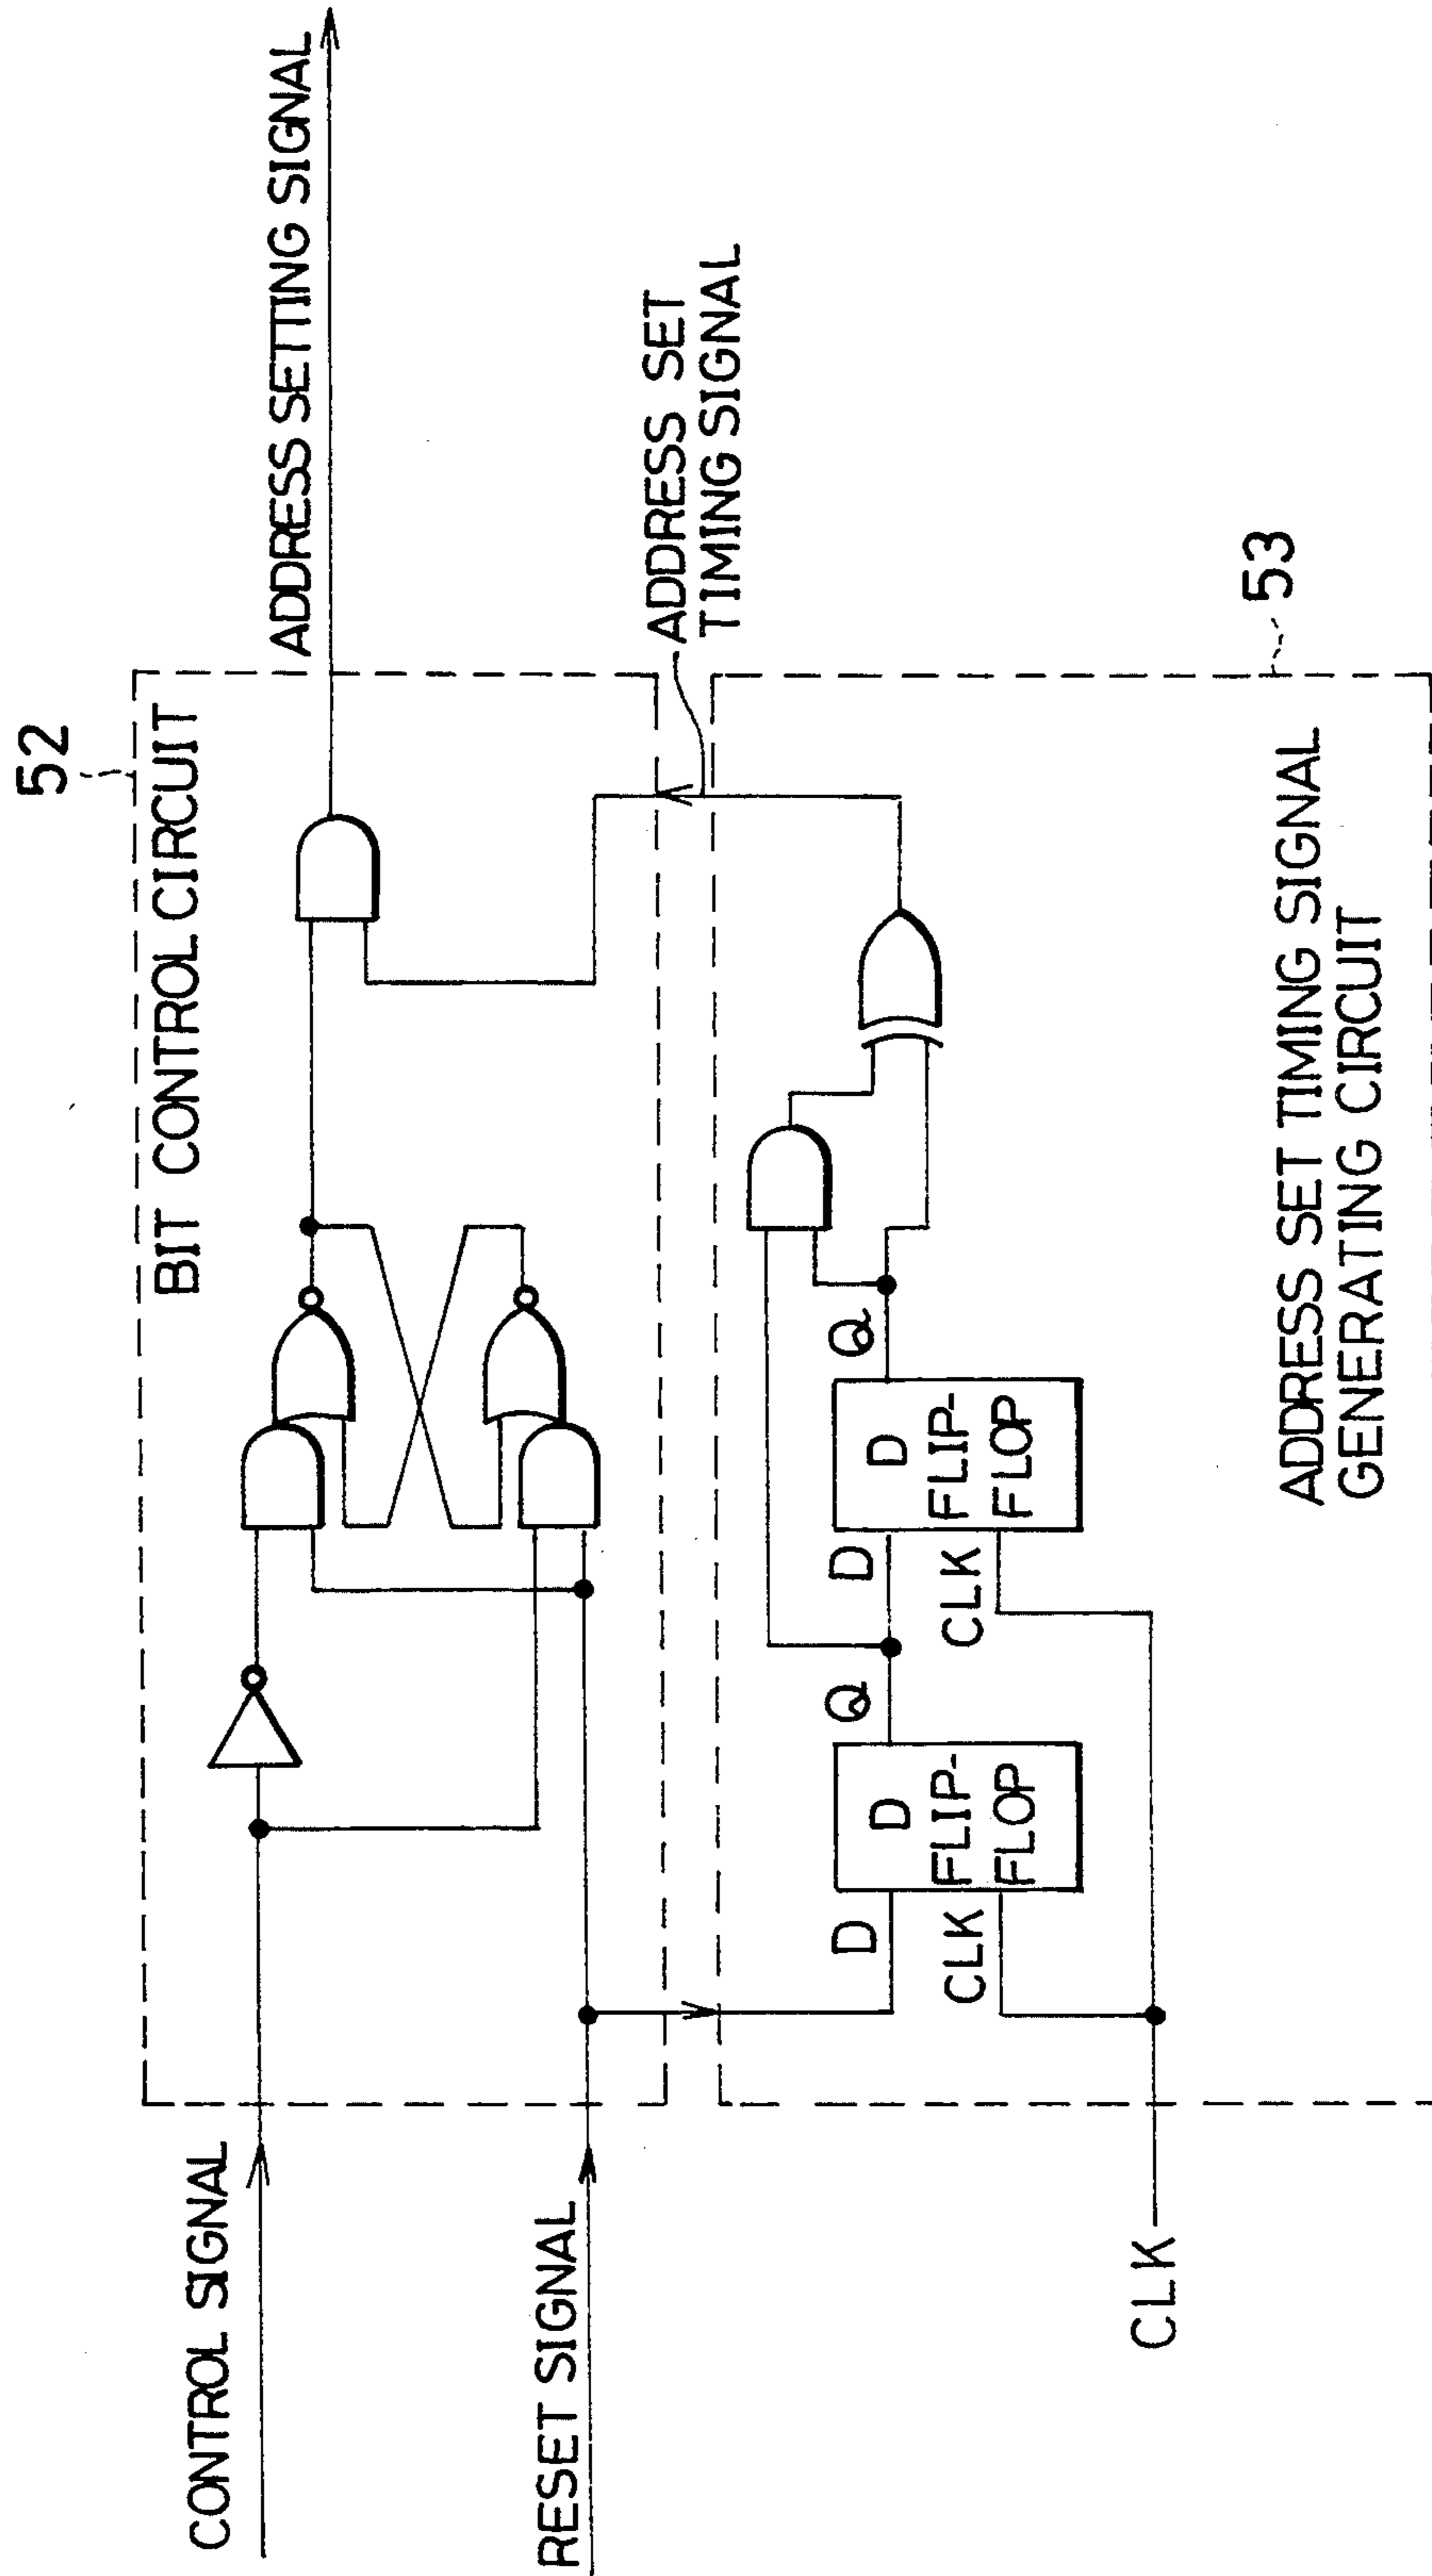 52
BIT CONTROL CIRCUIT
CONTROL SIGNAL
ADDRESS SETTING SIGNAL
RESET SIGNAL
ADDRESS SET
TIMING SIGNAL
D
CLK
D
FLIP-
FLOP
Q
D
CLK
D
FLIP-
FLOP
Q
CLK
53
ADDRESS SET TIMING SIGNAL
GENERATING CIRCUIT